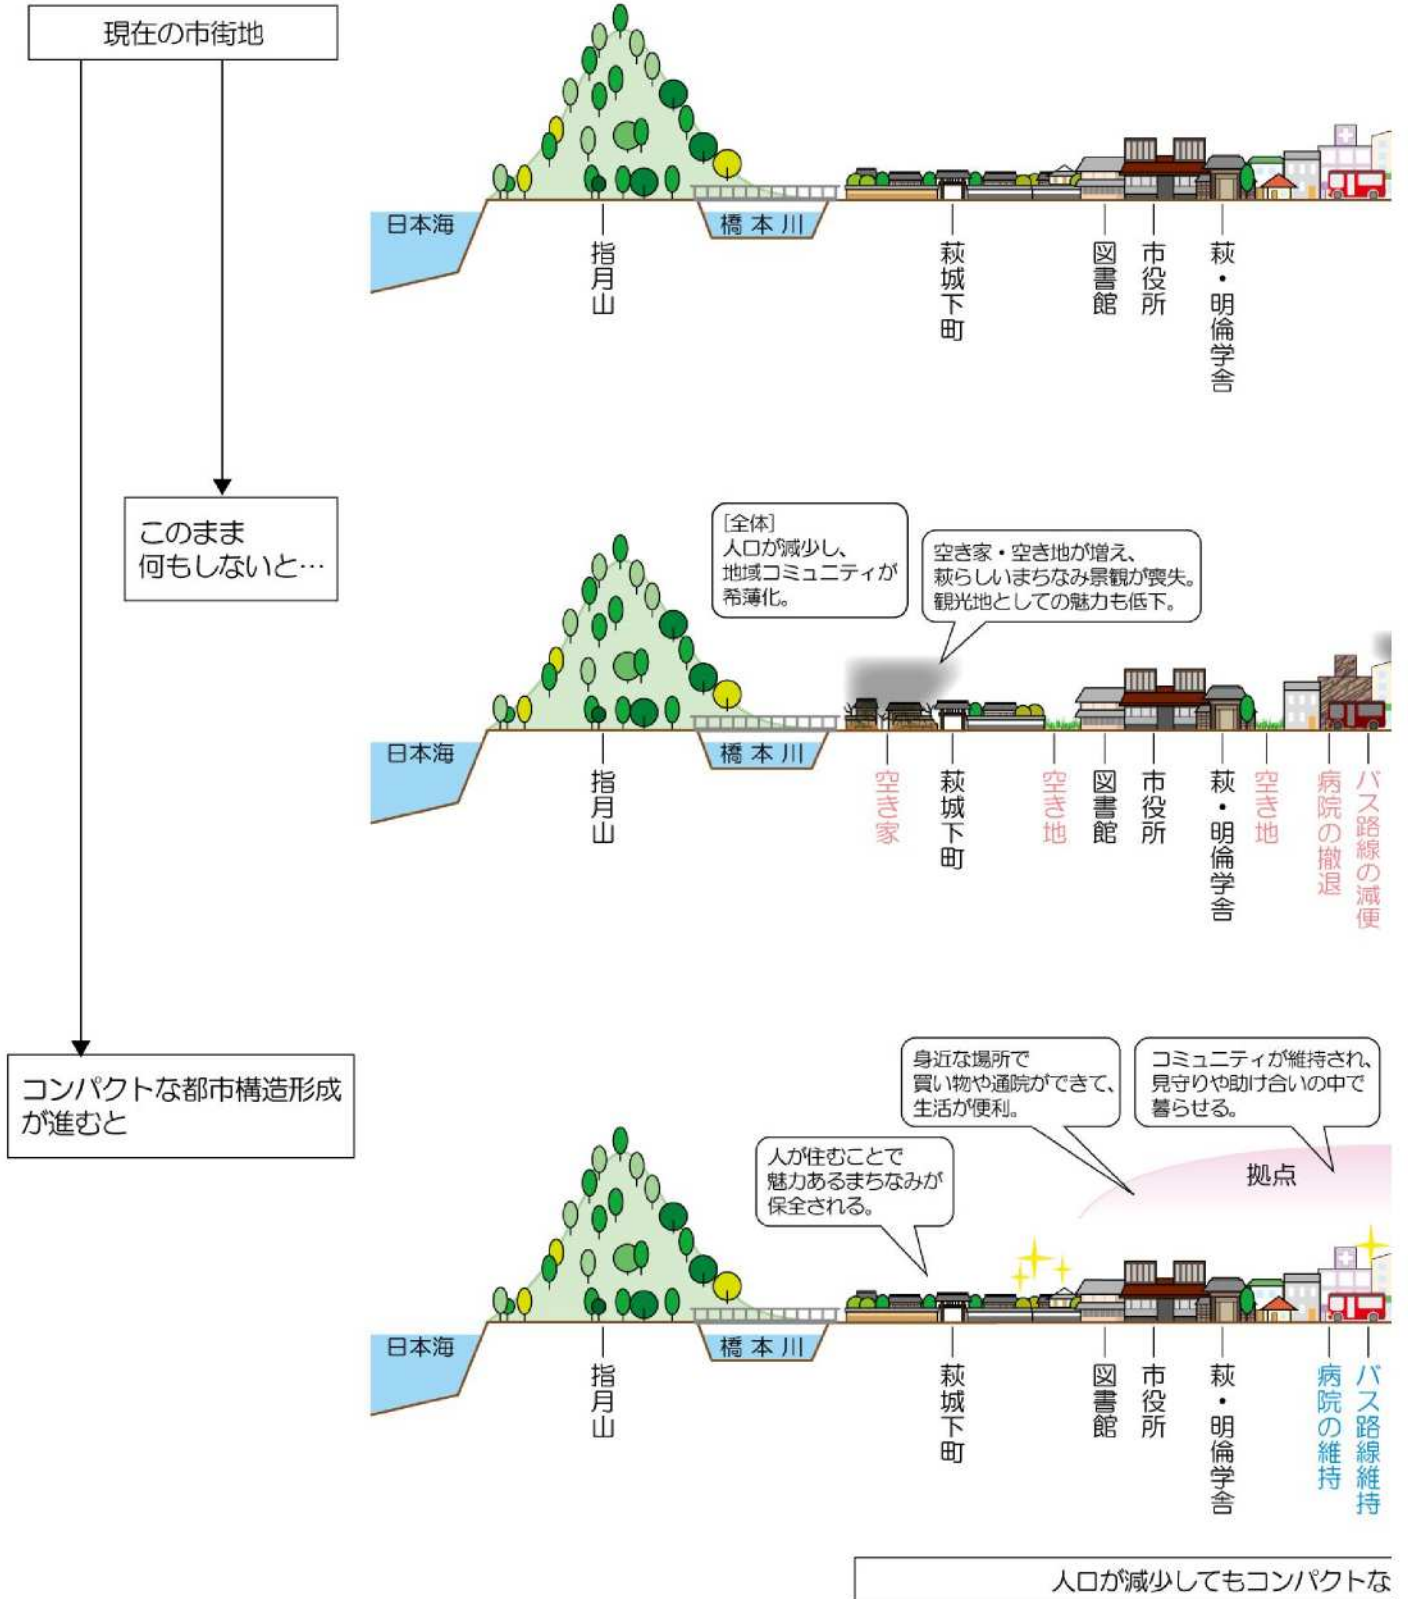 現在の市街地
日本海
橋本川
指月山
萩城下町
図書館
市役所
萩・明倫学舎
このまま
何もしないと…
[全体]
人口が減少し、
地域コミュニティが
希薄化。
空き家・空き地が増え、
萩らしいまちなみ景観が喪失。
観光地としての魅力も低下。
日本海
橋本川
指月山
空き家
萩城下町
空き地
図書館
市役所
萩・明倫学舎
空き地
病院の撤退
バス路線の減便
コンパクトな都市構造形成
が進むと
身近な場所で
買い物や通院ができて、
生活が便利。
コミュニティが維持され、
見守りや助け合いの中で
暮らせる。
人が住むことで
魅力あるまちなみが
保全される。
拠点
日本海
橋本川
指月山
萩城下町
図書館
市役所
萩・明倫学舎
病院の維持
バス路線維持
人口が減少してもコンパクトな